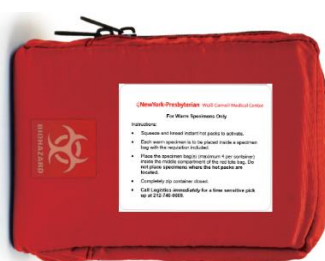 NewYork-Presbyterian Weill Cornell Medical Center
For Warm Specimens Only
Instructions:
• Squeeze and knead instant hot packs to activate.
• Each warm specimen is to be placed inside a specimen
bag with the requisition included.
• Place the specimen bag(s) (maximum 4 per container)
inside the middle compartment of the red tote bag. Do
not place specimens where the hot packs are
located.
• Completely zip container closed.
• Call Logistics immediately for a time sensitive pick
up at
BIOHAZARD